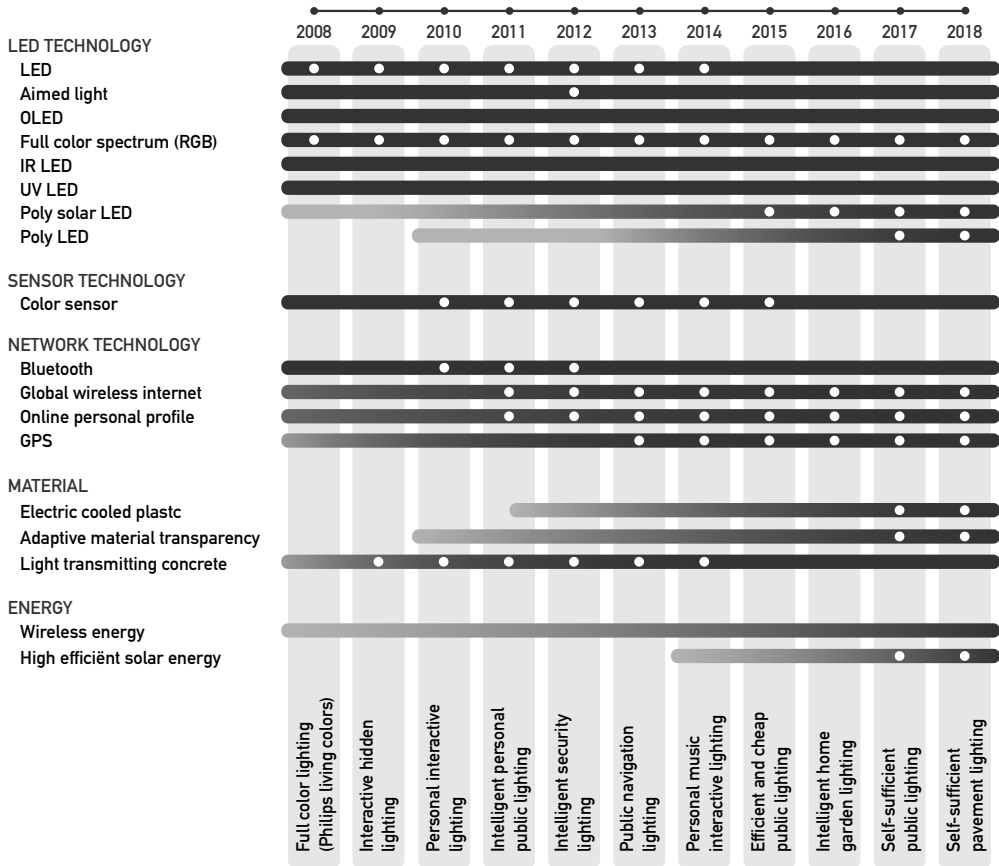 2008 2009 2010 2011 2012 2013 2014 2015 2016 2017 2018
LED TECHNOLOGY
LED
Aimed light
OLED
Full color spectrum (RGB)
IR LED
UV LED
Poly solar LED
Poly LED
SENSOR TECHNOLOGY
Color sensor
NETWORK TECHNOLOGY
Bluetooth
Global wireless internet
Online personal profile
GPS
MATERIAL
Electric cooled plastc
Adaptive material transparency
Light transmitting concrete
ENERGY
Wireless energy
High efficiënt solar energy
Full color lighting
(Philips living colors)
Interactive hidden
lighting
Personal interactive
lighting
Intelligent personal
public lighting
Intelligent security
lighting
Public navigation
lighting
Personal music
interactive lighting
Efficient and cheap
public lighting
Intelligent home
garden lighting
Self-sufficient
public lighting
Self-sufficient
pavement lighting